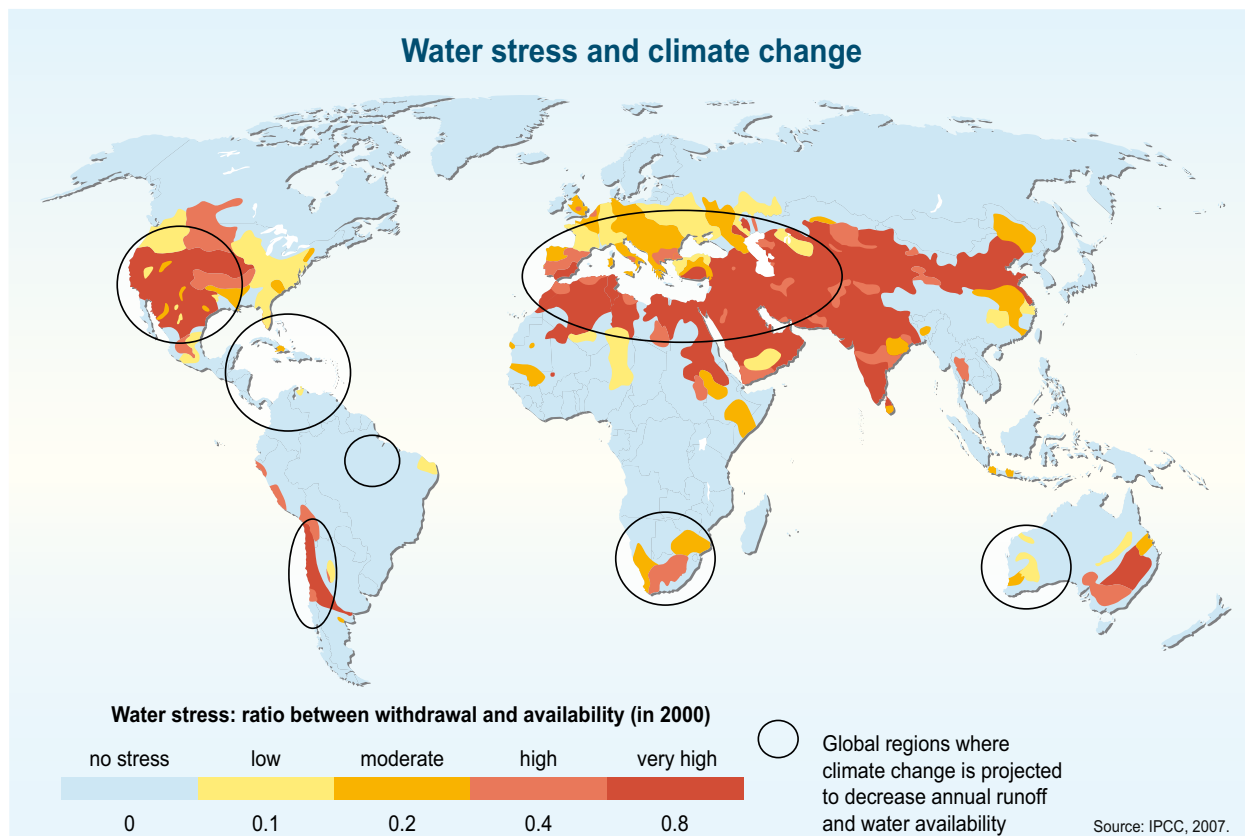 Water stress and climate change
Water stress: ratio between withdrawal and availability (in 2000)
no stress low moderate high very high
0 0.1 0.2 0.4 0.8
Global regions where
climate change is projected
to decrease annual runoff
and water availability
Source: IPCC, 2007.